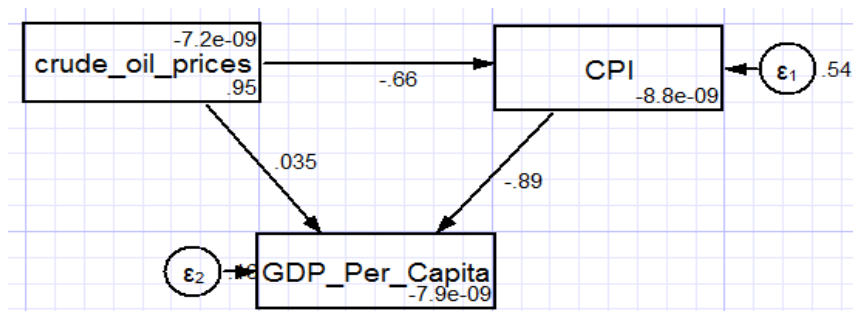 -7.2e-09
crude_oil_prices
.95
-.66
CPI
-8.8e-09
ε1
.54
.035
-.89
ε2
GDP_Per_Capita
-7.9e-09